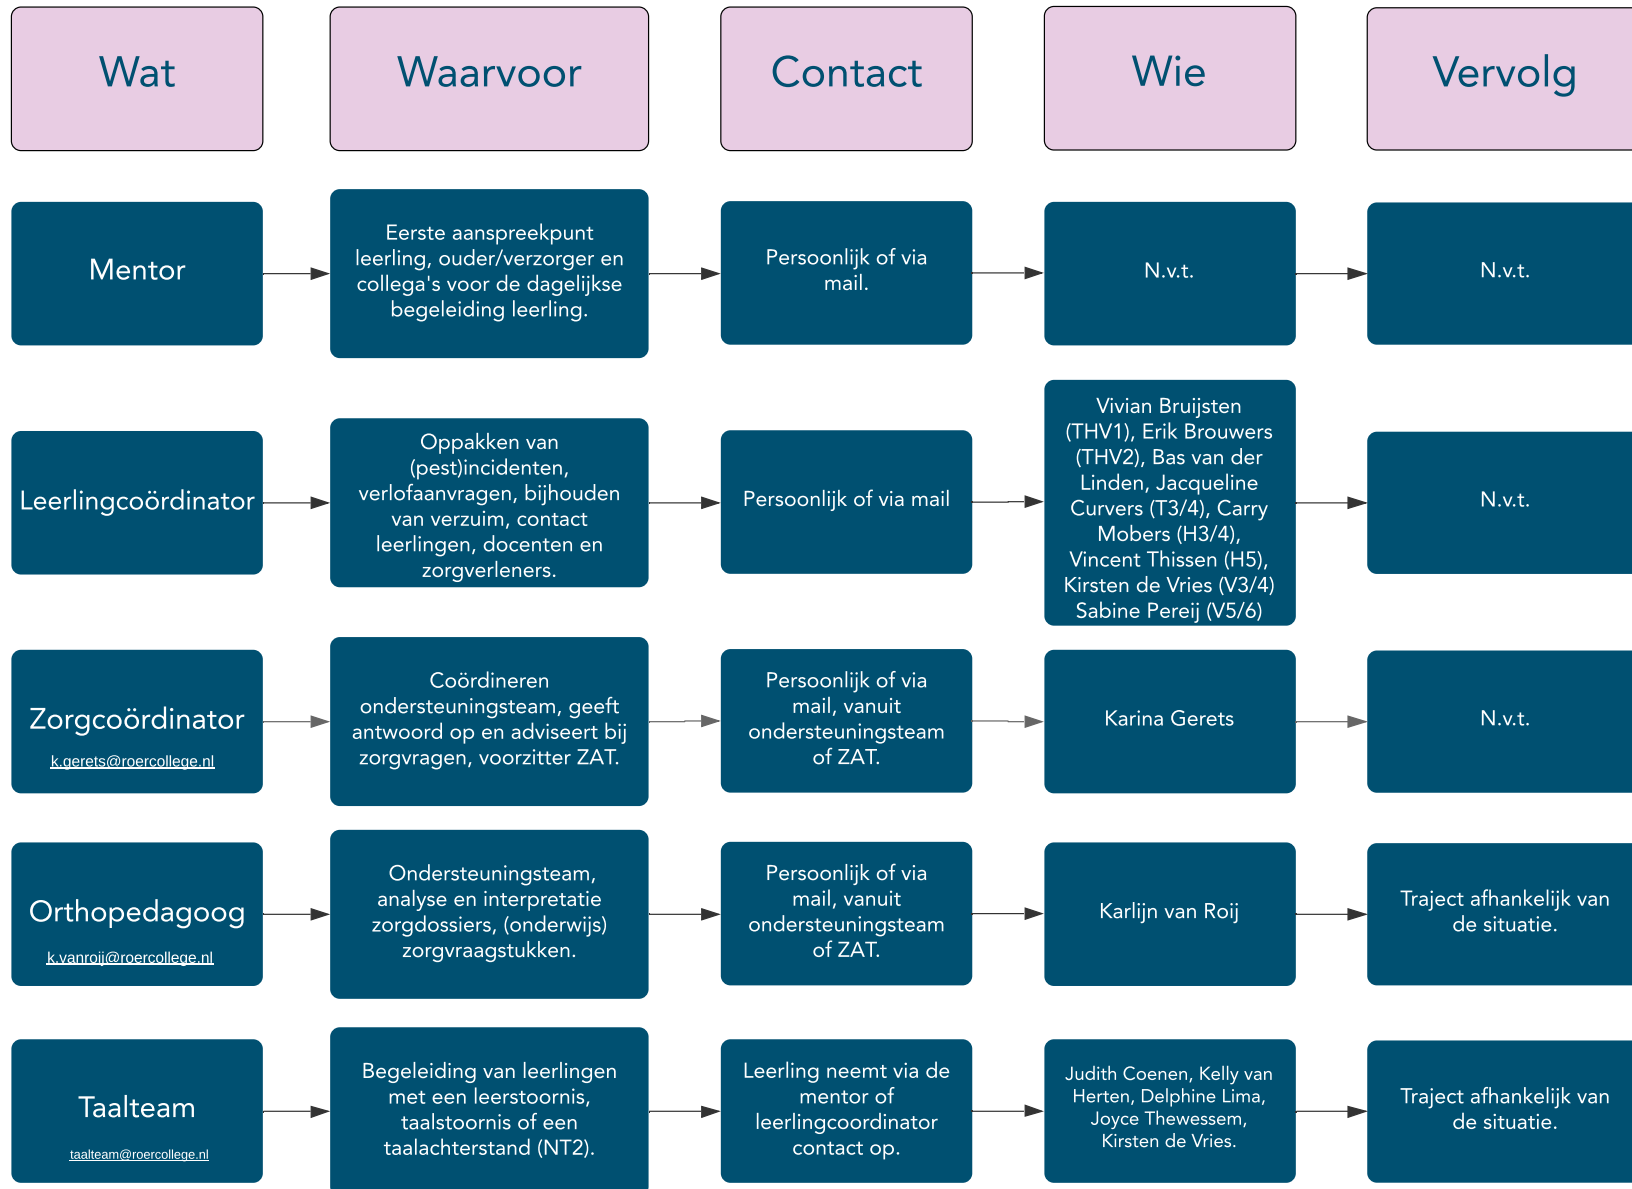 Wat
Waarvoor
Contact
Wie
Vervolg
Mentor
Eerste aanspreekpunt
leerling, ouder/verzorger en
collega's voor de dagelijkse
begeleiding leerling.
Persoonlijk of via
mail.
N.v.t.
N.v.t.
Leerlingcoördinator
Oppakken van
(pest)incidenten,
verlofaanvragen, bijhouden
van verzuim, contact
leerlingen, docenten en
zorgverleners.
Persoonlijk of via mail
Vivian Bruijsten
(THV1), Erik Brouwers
(THV2), Bas van der
Linden, Jacqueline
Curvers (T3/4), Carry
Mobers (H3/4),
Vincent Thissen (H5),
Kirsten de Vries (V3/4)
Sabine Pereij (V5/6)
N.v.t.
Zorgcoördinator
k.gerets@roercollege.nl
Coördineren
ondersteuningsteam, geeft
antwoord op en adviseert bij
zorgvragen, voorzitter ZAT.
Persoonlijk of via
mail, vanuit
ondersteuningsteam
of ZAT.
Karina Gerets
N.v.t.
Orthopedagoog
k.vanroij@roercollege.nl
Ondersteuningsteam,
analyse en interpretatie
zorgdossiers, (onderwijs)
zorgvraagstukken.
Persoonlijk of via
mail, vanuit
ondersteuningsteam
of ZAT.
Karlijn van Roij
Traject afhankelijk van
de situatie.
Taalteam
taalteam@roercollege.nl
Begeleiding van leerlingen
met een leerstoornis,
taalstoornis of een
taalachterstand (NT2).
Leerling neemt via de
mentor of
leerlingcoordinator
contact op.
Judith Coenen, Kelly van
Herten, Delphine Lima,
Joyce Thewessem,
Kirsten de Vries.
Traject afhankelijk van
de situatie.